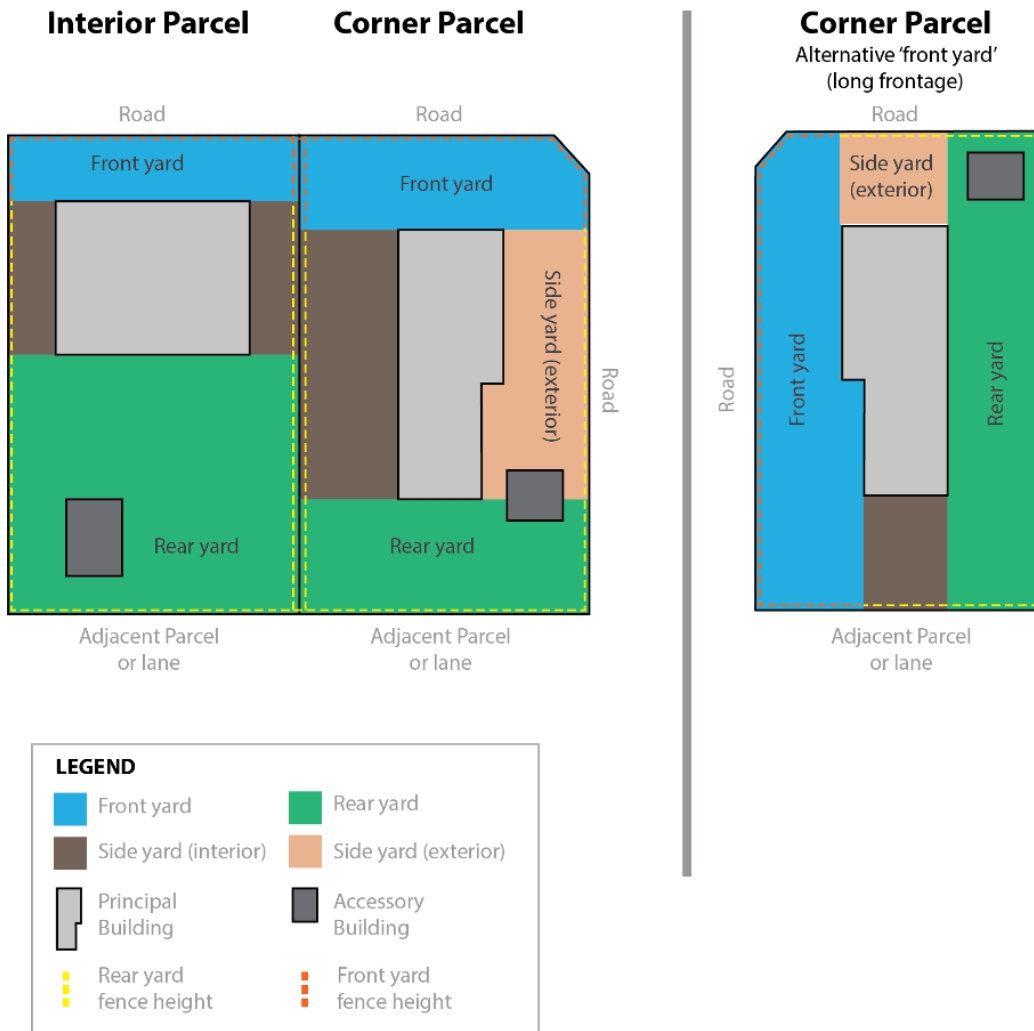 Interior Parcel
Corner Parcel
Corner Parcel
Alternative ‘front yard’
(long frontage)
Road
Road
Road
Front yard
Front yard
Side yard
(exterior)
Side yard (exterior)
Road
Road
Front yard
Rear yard
Rear yard
Rear yard
Adjacent Parcel
or lane
Adjacent Parcel
or lane
Adjacent Parcel
or lane
LEGEND
Front yard
Rear yard
Side yard (interior)
Side yard (exterior)
Principal
Building
Accessory
Building
Rear yard
fence height
Front yard
fence height